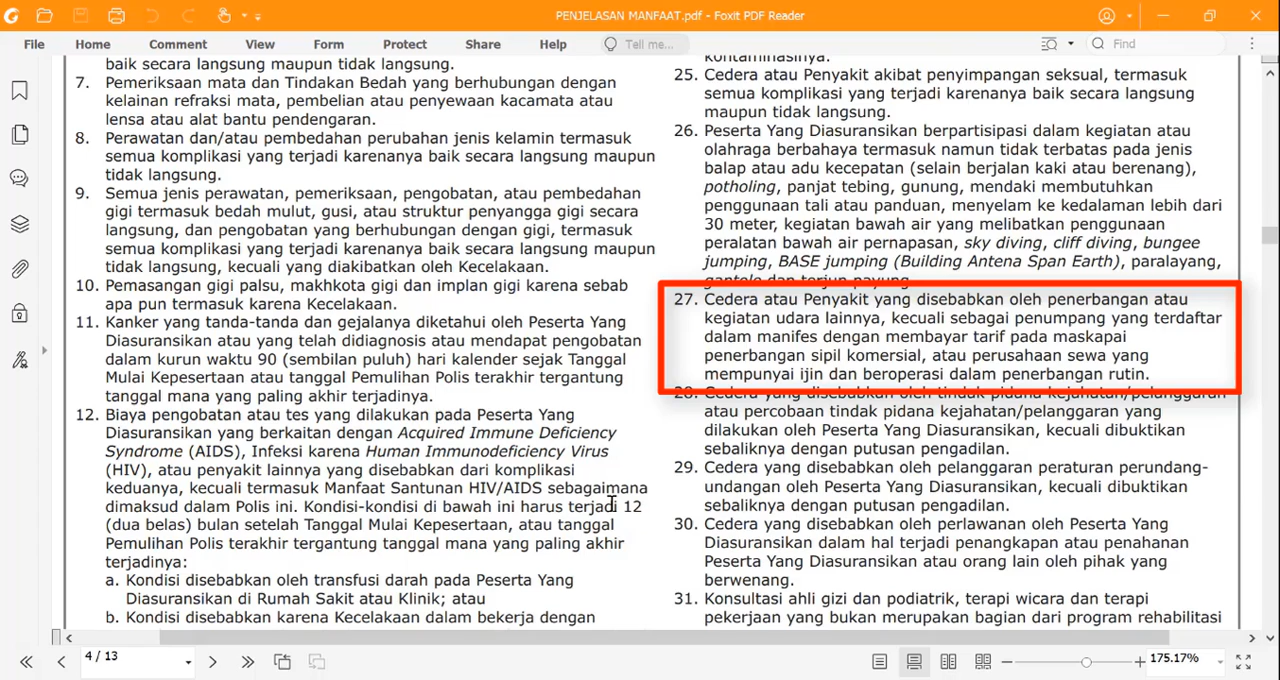 PENJELASAN MANFAAT.pdf - Foxit PDF Reader
File Home Comment View Form Protect Share Help Tell me... Find
baik secara langsung maupun tidak langsung.
7. Pemeriksaan mata dan Tindakan Bedah yang berhubungan dengan
kelainan refraksi mata, pembelian atau penyewaan kacamata atau
lensa atau alat bantu pendengaran.
8. Perawatan dan/atau pembedahan perubahan jenis kelamin termasuk
semua komplikasi yang terjadi karenanya baik secara langsung maupun
tidak langsung.
9. Semua jenis perawatan, pemeriksaan, pengobatan, atau pembedahan
gigi termasuk bedah mulut, gusi, atau struktur penyangga gigi secara
langsung, dan pengobatan yang berhubungan dengan gigi, termasuk
semua komplikasi yang terjadi karenanya baik secara langsung maupun
tidak langsung, kecuali yang diakibatkan oleh Kecelakaan.
10. Pemasangan gigi palsu, mahkota gigi dan implan gigi karena sebab
apa pun termasuk karena Kecelakaan.
11. Kanker yang tanda-tanda dan gejalanya diketahui oleh Peserta Yang
Diasuransikan atau yang telah didiagnosis atau mendapat pengobatan
dalam kurun waktu 90 (sembilan puluh) hari kalender sejak Tanggal
Mulai Kepesertaan atau tanggal Pemulihan Polis terakhir tergantung
tanggal mana yang paling akhir terjadinya.
12. Biaya pengobatan atau tes yang dilakukan pada Peserta Yang
Diasuransikan yang berkaitan dengan Acquired Immune Deficiency
Syndrome (AIDS), Infeksi karena Human Immunodeficiency Virus
(HIV), atau penyakit lainnya yang disebabkan dari komplikasi
keduanya, kecuali termasuk Manfaat Santunan HIV/AIDS sebagaimana
dimaksud dalam Polis ini. Kondisi-kondisi di bawah ini harus terjadi 12
(dua belas) bulan setelah Tanggal Mulai Kepesertaan, atau tanggal
Pemulihan Polis terakhir tergantung tanggal mana yang paling akhir
terjadinya:
a. Kondisi disebabkan oleh transfusi darah pada Peserta Yang
Diasuransikan di Rumah Sakit atau Klinik; atau
b. Kondisi disebabkan karena Kecelakaan dalam bekerja dengan
kontaminasinya.
25. Cedera atau Penyakit akibat penyimpangan seksual, termasuk
semua komplikasi yang terjadi karenanya baik secara langsung
maupun tidak langsung.
26. Peserta Yang Diasuransikan berpartisipasi dalam kegiatan atau
olahraga berbahaya termasuk namun tidak terbatas pada jenis
balap atau adu kecepatan (selain berjalan kaki atau berenang),
potholing, panjat tebing, gunung, mendaki membutuhkan
penggunaan tali atau panduan, menyelam ke kedalaman lebih dari
30 meter, kegiatan bawah air yang melibatkan penggunaan
peralatan bawah air pernapasan, sky diving, cliff diving, bungee
jumping, BASE jumping (Building Antena Span Earth), paralayang,
gantole dan terjun payung.
27. Cedera atau Penyakit yang disebabkan oleh penerbangan atau
kegiatan udara lainnya, kecuali sebagai penumpang yang terdaftar
dalam manifes dengan membayar tarif pada maskapai
penerbangan sipil komersial, atau perusahaan sewa yang
mempunyai ijin dan beroperasi dalam penerbangan rutin.
28. Cedera yang disebabkan oleh tindak pidana kejahatan/pelanggaran
atau percobaan tindak pidana kejahatan/pelanggaran yang
dilakukan oleh Peserta Yang Diasuransikan, kecuali dibuktikan
sebaliknya dengan putusan pengadilan.
29. Cedera yang disebabkan oleh pelanggaran peraturan perundang-
undangan oleh Peserta Yang Diasuransikan, kecuali dibuktikan
sebaliknya dengan putusan pengadilan.
30. Cedera yang disebabkan oleh perlawanan oleh Peserta Yang
Diasuransikan dalam hal terjadi penangkapan atau penahanan
Peserta Yang Diasuransikan atau orang lain oleh pihak yang
berwenang.
31. Konsultasi ahli gizi dan podiatrik, terapi wicara dan terapi
pekerjaan yang bukan merupakan bagian dari program rehabilitasi
4 / 13
175.17%